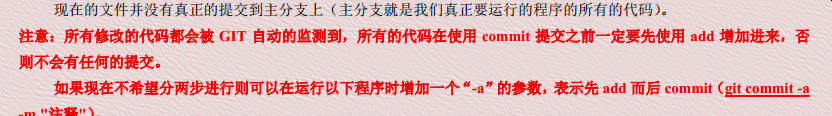 现在的文件并没有真正的提交到主分支上（主分支就是我们真正要运行的程序的所有的代码）。
注意：所有修改的代码都会被 GIT 自动的监测到，所有的代码在使用 commit 提交之前一定要先使用 add 增加进来，否
则不会有任何的提交。
如果现在不希望分两步进行则可以在运行以下程序时增加一个“-a”的参数，表示先 add 而后 commit（git commit -a
-m "注释"）